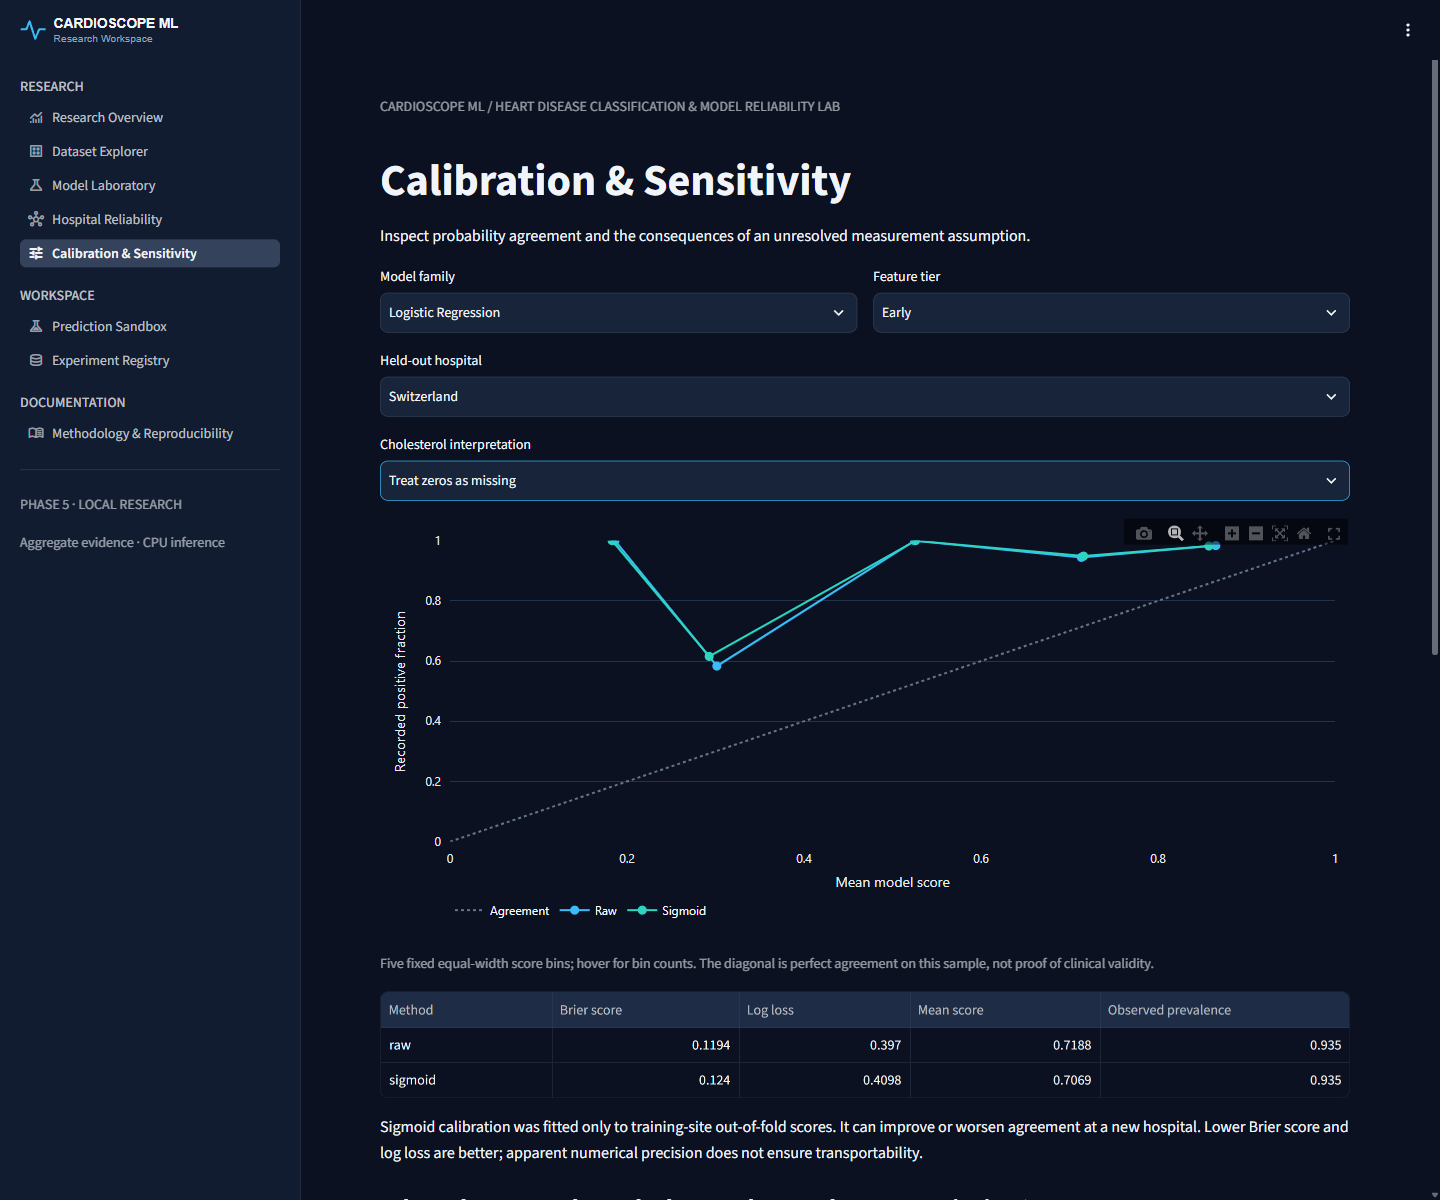 CARDIOSCOPE ML
Research Workspace
RESEARCH
Research Overview
Dataset Explorer
Model Laboratory
Hospital Reliability
Calibration & Sensitivity
WORKSPACE
Prediction Sandbox
Experiment Registry
DOCUMENTATION
Methodology & Reproducibility
PHASE 5 · LOCAL RESEARCH
Aggregate evidence · CPU inference
CARDIOSCOPE ML / HEART DISEASE CLASSIFICATION & MODEL RELIABILITY LAB
Calibration & Sensitivity
Inspect probability agreement and the consequences of an unresolved measurement assumption.
Model family
Feature tier
Logistic Regression
Early
Held-out hospital
Switzerland
Cholesterol interpretation
Treat zeros as missing
1
0.8
0.6
0.4
0.2
0
Recorded positive fraction
0 0.2 0.4 0.6 0.8 1
Mean model score
Agreement Raw Sigmoid
Five fixed equal-width score bins; hover for bin counts. The diagonal is perfect agreement on this sample, not proof of clinical validity.
Method Brier score Log loss Mean score Observed prevalence
raw 0.1194 0.397 0.7188 0.935
sigmoid 0.124 0.4098 0.7069 0.935
Sigmoid calibration was fitted only to training-site out-of-fold scores. It can improve or worsen agreement at a new hospital. Lower Brier score and
log loss are better; apparent numerical precision does not ensure transportability.